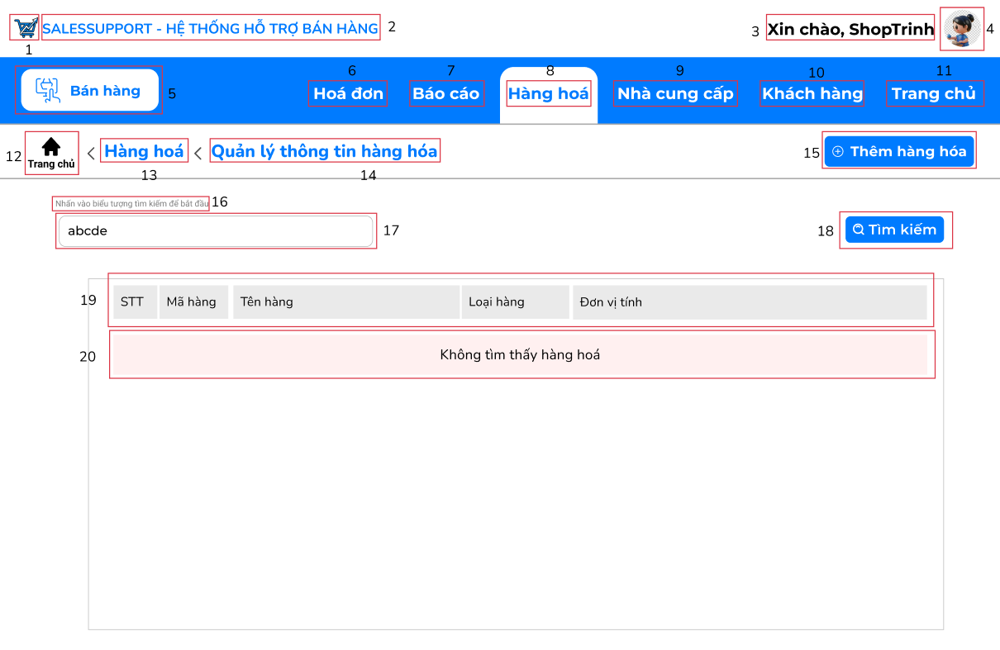 SALESSUPPORT - HỆ THỐNG HỖ TRỢ BÁN HÀNG 2 3 Xin chào, ShopTrinh 4
1
6 7 8 9 10 11
Bán hàng 5 Hoá đơn Báo cáo Hàng hoá Nhà cung cấp Khách hàng Trang chủ
12 Trang chủ Hàng hoá Quản lý thông tin hàng hóa 15 Thêm hàng hóa
13 14
Nhấn vào biểu tượng tìm kiếm để bắt đầu 16
abcde 17 18 Tìm kiếm
19 STT Mã hàng Tên hàng Loại hàng Đơn vị tính
20 Không tìm thấy hàng hoá